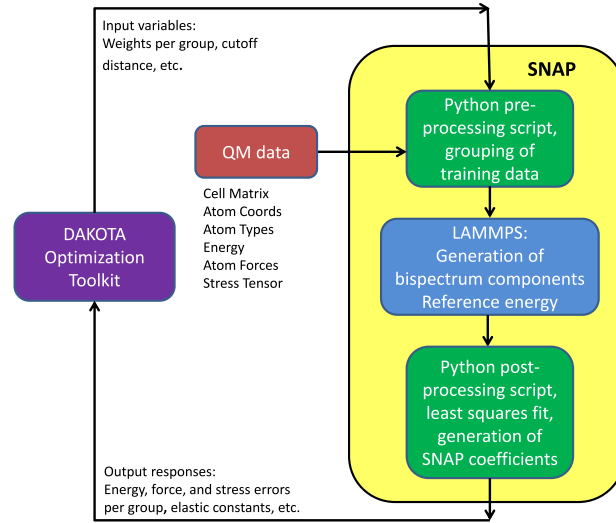 Input variables:
Weights per group, cutoff
distance, etc.
SNAP
Python pre-
processing script,
grouping of
training data
QM data
Cell Matrix
Atom Coords
Atom Types
Energy
Atom Forces
Stress Tensor
DAKOTA
Optimization
Toolkit
LAMMPS:
Generation of
bispectrum components
Reference energy
Python post-
processing script,
least squares fit,
generation of
SNAP coefficients
Output responses:
Energy, force, and stress errors
per group, elastic constants, etc.